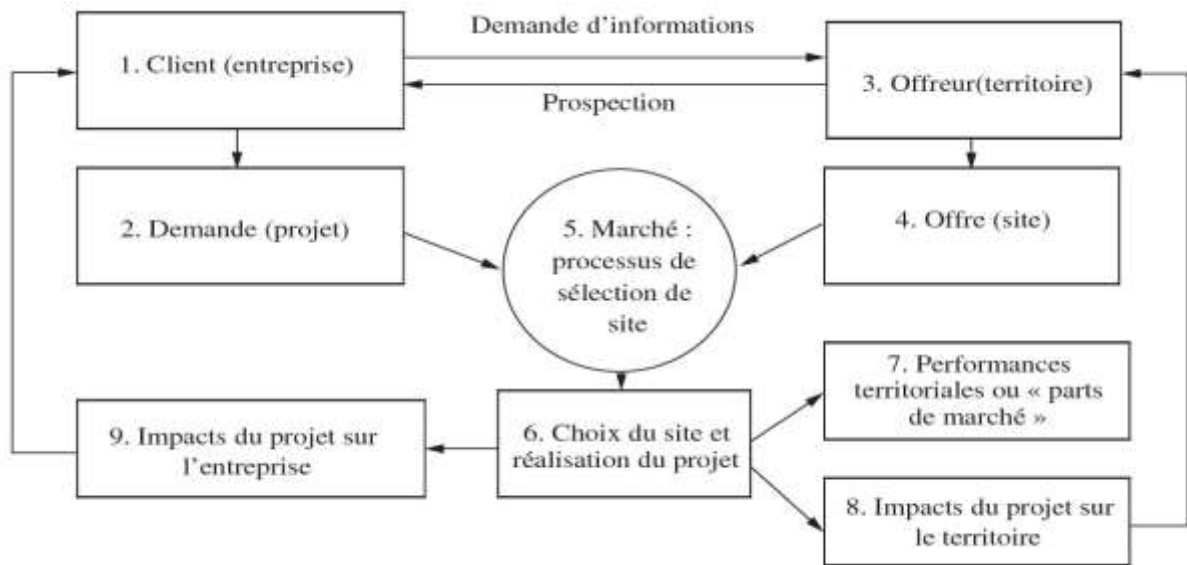 Demande d'informations
1. Client (entreprise)
3. Offreur(territoire)
Prospection
2. Demande (projet)
5. Marché :
processus de
sélection de
site
4. Offre (site)
7. Performances
territoriales ou « parts
de marché »
9. Impacts du projet sur
l'entreprise
6. Choix du site et
réalisation du projet
8. Impacts du projet sur
le territoire